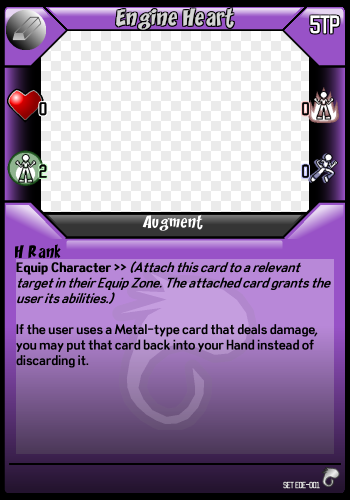 Engine Heart
5TP
0
0
2
0
Augment
H Rank
Equip Character >> (Attach this card to a relevant
target in their Equip Zone. The attached card grants the
user its abilities.)
If the user uses a Metal-type card that deals damage,
you may put that card back into your Hand instead of
discarding it.
SET EDE-001